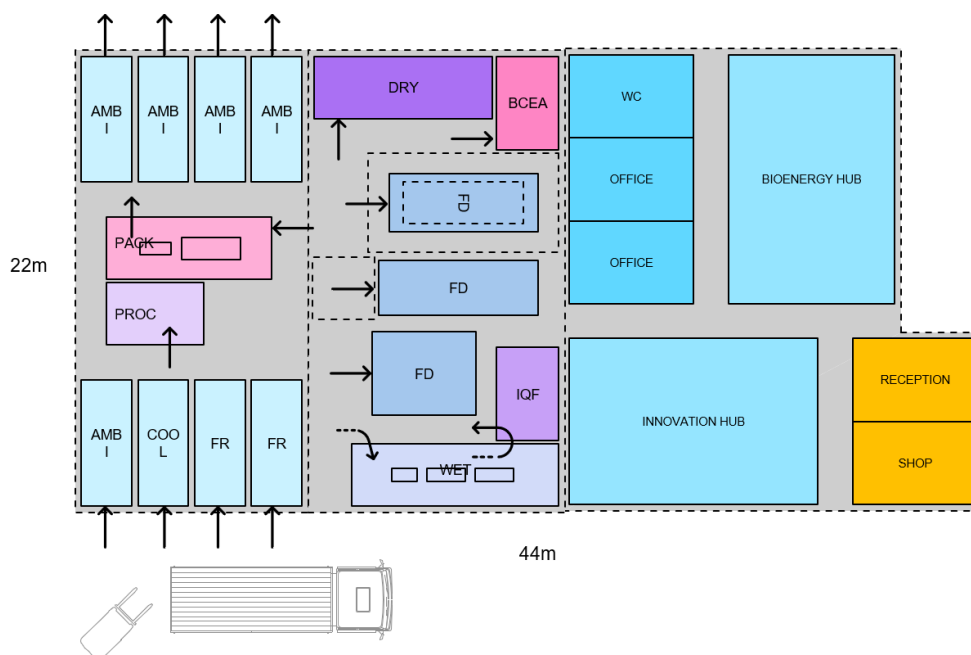 AMB
I
AMB
I
AMB
I
AMB
I
DRY
BCEA
WC
OFFICE
OFFICE
BIOENERGY HUB
FD
PACK
22m
FD
PROC
FD
IQF
INNOVATION HUB
RECEPTION
SHOP
AMB
I
COO
L
FR
FR
WET
44m